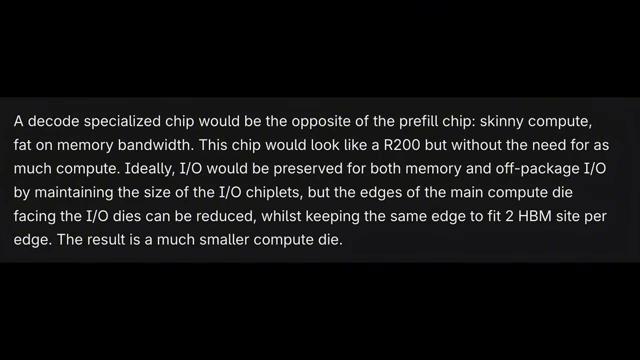 A decode specialized chip would be the opposite of the prefill chip: skinny compute,
fat on memory bandwidth. This chip would look like a R200 but without the need for as
much compute. Ideally, I/O would be preserved for both memory and off-package I/O
by maintaining the size of the I/O chiplets, but the edges of the main compute die
facing the I/O dies can be reduced, whilst keeping the same edge to fit 2 HBM site per
edge. The result is a much smaller compute die.